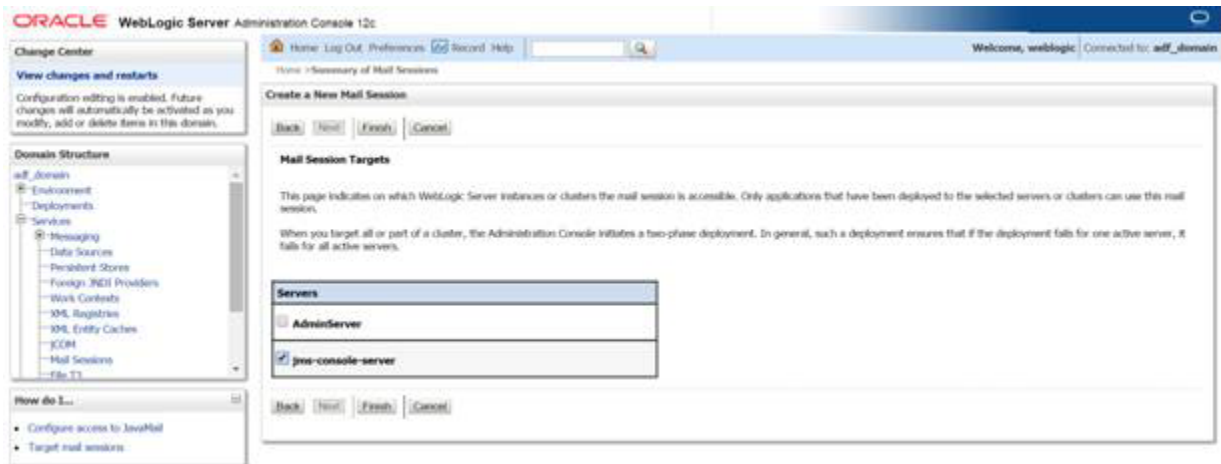 ORACLE WebLogic Server Administration Console 12c
Change Center
View changes and restarts
Configuration editing is enabled. Future
changes will automatically be activated as you
modify, add or delete items in this domain.
Domain Structure
adf_domain
Environment
Deployments
Services
Messaging
Data Sources
Persistent Stores
Foreign JNDI Providers
Work Contexts
XML Registries
XML Entity Caches
jCOM
Mail Sessions
File T3
How do I...
Configure access to JavaMail
Target mail sessions
Home Log Out Preferences Record Help
Welcome, weblogic Connected to: adf_domain
Home >Summary of Mail Sessions
Create a New Mail Session
Back Next Finish Cancel
Mail Session Targets
This page indicates on which WebLogic Server instances or clusters the mail session is accessible. Only applications that have been deployed to the selected servers or clusters can use this mail
session.
When you target all or part of a cluster, the Administration Console initiates a two-phase deployment. In general, such a deployment ensures that if the deployment fails for one active server, it
fails for all active servers.
Servers
AdminServer
jms-console-server
Back Next Finish Cancel